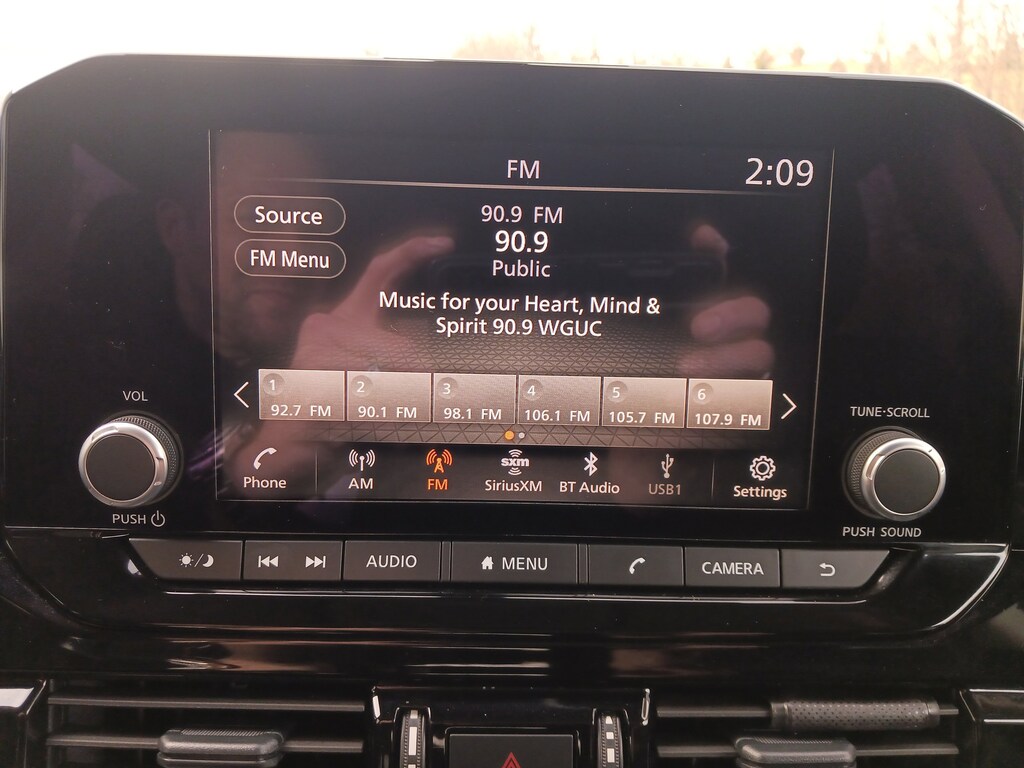 FM
2:09
Source
FM Menu
90.9 FM
90.9
Public
Music for your Heart, Mind &
Spirit 90.9 WGUC
1
92.7 FM
2
90.1 FM
3
98.1 FM
4
106.1 FM
5
105.7 FM
6
107.9 FM
Phone
AM
FM
sxm
SiriusXM
BT Audio
USB1
Settings
VOL
PUSH
TUNE·SCROLL
PUSH SOUND
AUDIO
MENU
CAMERA